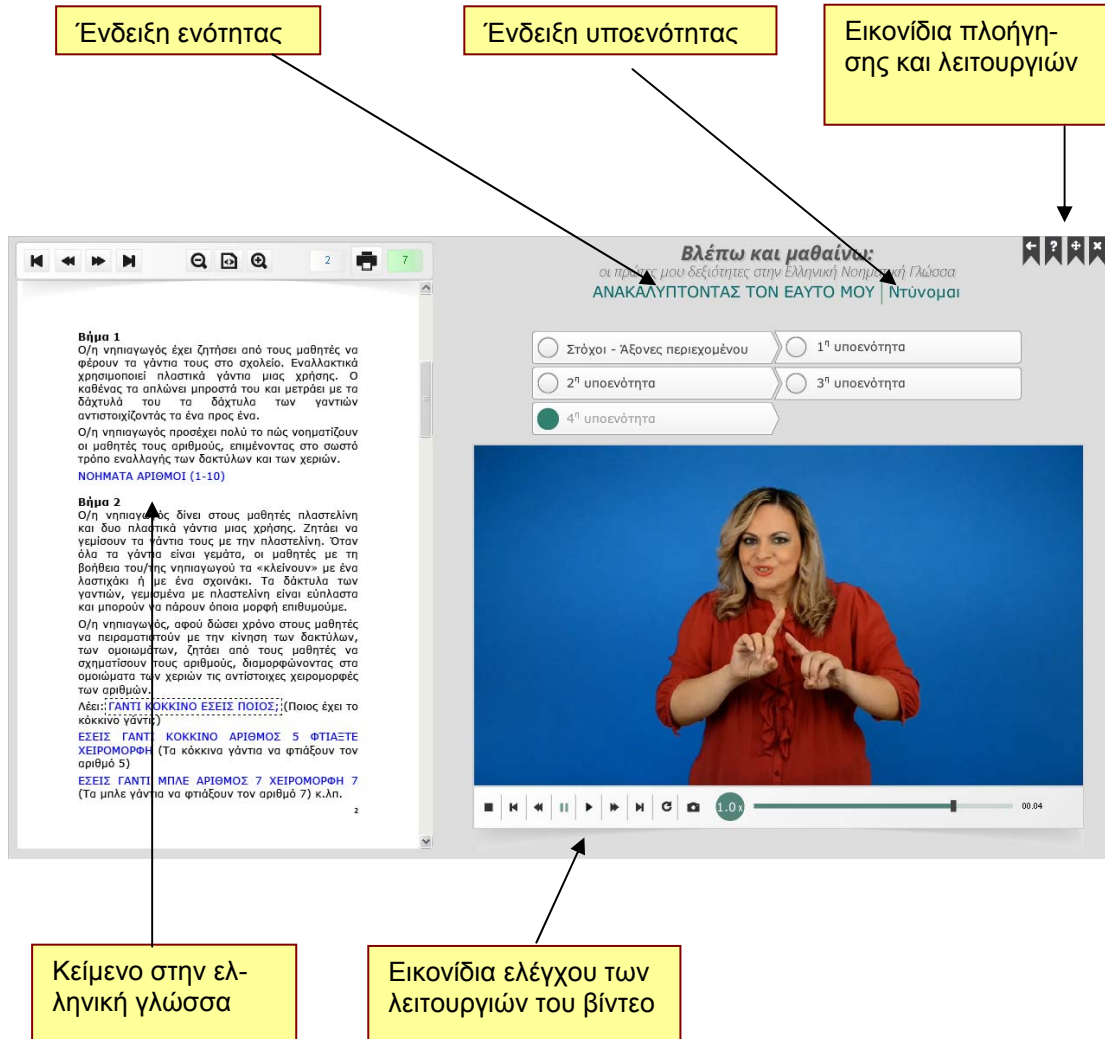 Ένδειξη ενότητας
Ένδειξη υποενότητας
Εικονίδια πλοήγη-
σης και λειτουργιών
2
7
Βλέπω και μαθαίνω:
οι πρώτες μου δεξιότητες στην Ελληνική Νοηματική Γλώσσα
ΑΝΑΚΑΛΥΠΤΟΝΤΑΣ ΤΟΝ ΕΑΥΤΟ ΜΟΥ | Ντύνομαι
Στόχοι - Άξονες περιεχομένου
1η υποενότητα
2η υποενότητα
3η υποενότητα
4η υποενότητα
Βήμα 1
Ο/η νηπιαγωγός έχει ζητήσει από τους μαθητές να
φέρουν τα γάντια τους στο σχολείο. Εναλλακτικά
χρησιμοποιεί πλαστικά γάντια μιας χρήσης. Ο
καθένας τα απλώνει μπροστά του και μετράει με τα
δάχτυλά του τα δάχτυλα των γαντιών
αντιστοιχίζοντάς τα ένα προς ένα.
Ο/η νηπιαγωγός προσέχει πολύ το πώς νοηματίζουν
οι μαθητές τους αριθμούς, επιμένοντας στο σωστό
τρόπο εναλλαγής των δακτύλων και των χεριών.
ΝΟΗΜΑΤΑ ΑΡΙΘΜΟΙ (1-10)
Βήμα 2
Ο/η νηπιαγωγός δίνει στους μαθητές πλαστελίνη
και δυο πλαστικά γάντια μιας χρήσης. Ζητάει να
γεμίσουν τα γάντια τους με την πλαστελίνη. Όταν
όλα τα γάντια είναι γεμάτα, οι μαθητές με τη
βοήθεια του/της νηπιαγωγού τα «κλείνουν» με ένα
λαστιχάκι ή με ένα σχοινάκι. Τα δάκτυλα των
γαντιών, γεμισμένα με πλαστελίνη είναι εύπλαστα
και μπορούν να πάρουν όποια μορφή επιθυμούμε.
Ο/η νηπιαγωγός, αφού δώσει χρόνο στους μαθητές
να πειραματιστούν με την κίνηση των δακτύλων,
των ομοιωμάτων, ζητάει από τους μαθητές να
σχηματίσουν τους αριθμούς, διαμορφώνοντας στα
ομοιώματα των χεριών τις αντίστοιχες χειρομορφές
των αριθμών.
Λέει: ΓΑΝΤΙ ΚΟΚΚΙΝΟ ΕΣΕΙΣ ΠΟΙΟΣ; (Ποιος έχει το
κόκκινο γάντι;)
ΕΣΕΙΣ ΓΑΝΤΙ ΚΟΚΚΙΝΟ ΑΡΙΘΜΟΣ 5 ΦΤΙΑΞΤΕ
ΧΕΙΡΟΜΟΡΦΗ (Τα κόκκινα γάντια να φτιάξουν τον
αριθμό 5)
ΕΣΕΙΣ ΓΑΝΤΙ ΜΠΛΕ ΑΡΙΘΜΟΣ 7 ΧΕΙΡΟΜΟΡΦΗ 7
(Τα μπλε γάντια να φτιάξουν τον αριθμό 7) κ.λπ.
2
1.0x
00.04
Κείμενο στην ελ-
ληνική γλώσσα
Εικονίδια ελέγχου των
λειτουργιών του βίντεο